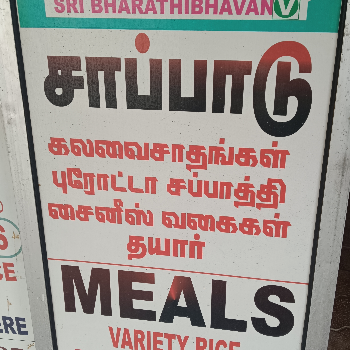 SRI BHARATHIBHAVAN V
சாப்பாடு
கலவைசாதங்கள்
புரோட்டா சப்பாத்தி
சைனீஸ் வகைகள்
தயார்
MEALS
VARIETY RICE